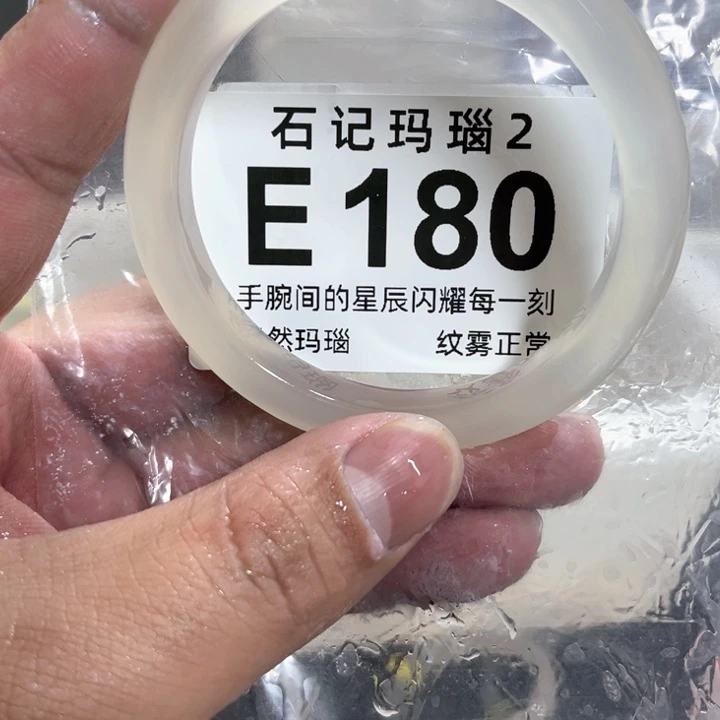 石记玛瑙2
E180
手腕间的星辰闪耀每一刻
然玛瑙 纹雾正常